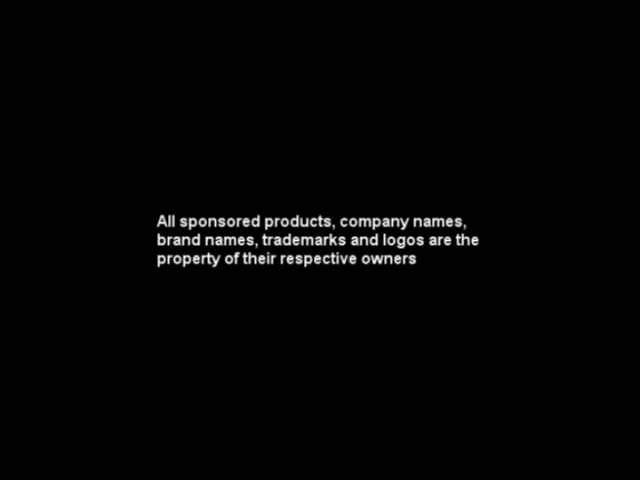 All sponsored products, company names,
brand names, trademarks and logos are the
property of their respective owners